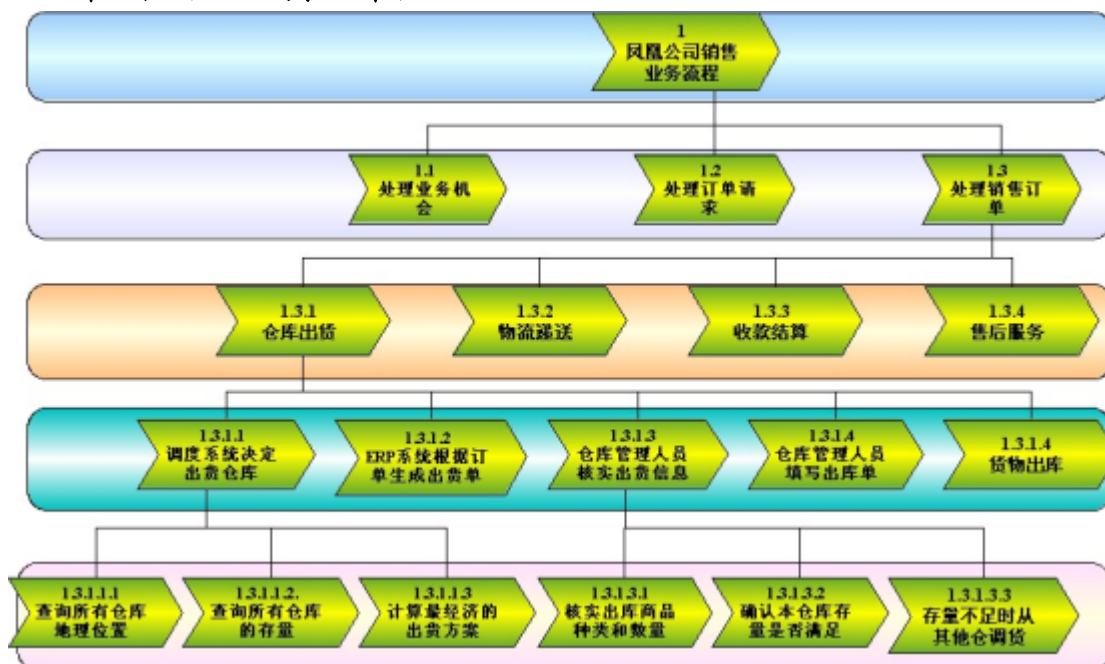 1
凤凰公司销售
业务流程
1.1
处理业务机
会
1.2
处理订单请
求
1.3
处理销售订
单
1.3.1
仓库出货
1.3.2
物流递送
1.3.3
收款结算
1.3.4
售后服务
1.3.1.1
调度系统决定
出货仓库
1.3.1.2
ERP系统根据订
单生成出货单
1.3.1.3
仓库管理人员
核实出货信息
1.3.1.4
仓库管理人员
填写出库单
1.3.1.4
货物出库
1.3.1.1.1
查询所有仓库
地理位置
1.3.1.1.2.
查询所有仓库
的存量
1.3.1.1.3
计算最经济的
出货方案
1.3.1.3.1
核实出库商品
种类和数量
1.3.1.3.2
确认本仓库存
量是否满足
1.3.1.3.3
存量不足时从
其他仓调货